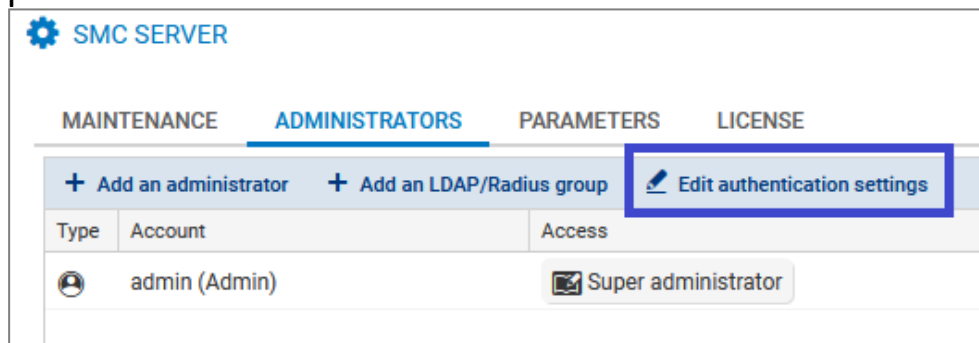 SMC SERVER
MAINTENANCE ADMINISTRATORS PARAMETERS LICENSE
+ Add an administrator + Add an LDAP/Radius group Edit authentication settings
Type Account Access
admin (Admin) Super administrator